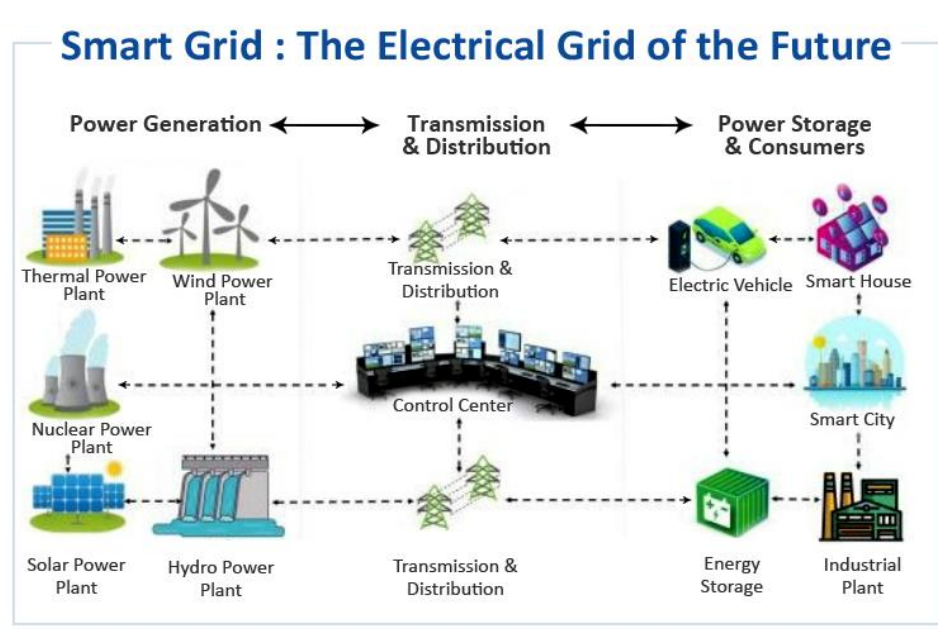 Smart Grid : The Electrical Grid of the Future
Power Generation
Transmission
& Distribution
Power Storage
& Consumers
Thermal Power
Plant
Wind Power
Plant
Transmission &
Distribution
Electric Vehicle
Smart House
Nuclear Power
Plant
Control Center
Smart City
Solar Power
Plant
Hydro Power
Plant
Transmission &
Distribution
Energy
Storage
Industrial
Plant